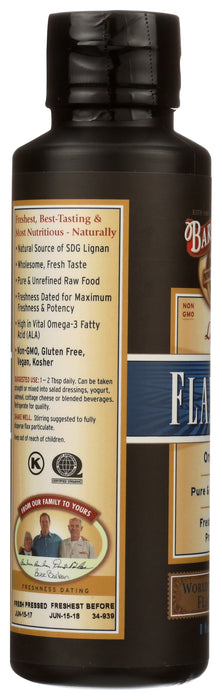 Freshest, Best-Tasting &
Most Nutritious - Naturally
• Natural Source of SDG Lignan
• Wholesome, Fresh Taste
• Pure & Unrefined Raw Food
• Freshness Dated for Maximum
Freshness & Potency
• High in Vital Omega-3 Fatty
Acid (ALA)
• Non-GMO, Gluten Free,
Vegan, Kosher
SUGGESTED USE: 1 – 2 Tbsp daily. Can be taken
straight or mixed into salad dressings, yogurt,
oatmeal, cottage cheese or blended beverages.
Refrigerate for quality.
SHAKE WELL. Stirring suggested to fully
disperse flax particulate.
Keep out of reach of children.
K
FROM OUR FAMILY TO YOURS
FRESHNESS DATING
FRESH PRESSED FRESHEST BEFORE
JUN-15-17 JUN-15-18 34-939
BAR
NON
GMO
FLA
Pure &
Fres
WORL